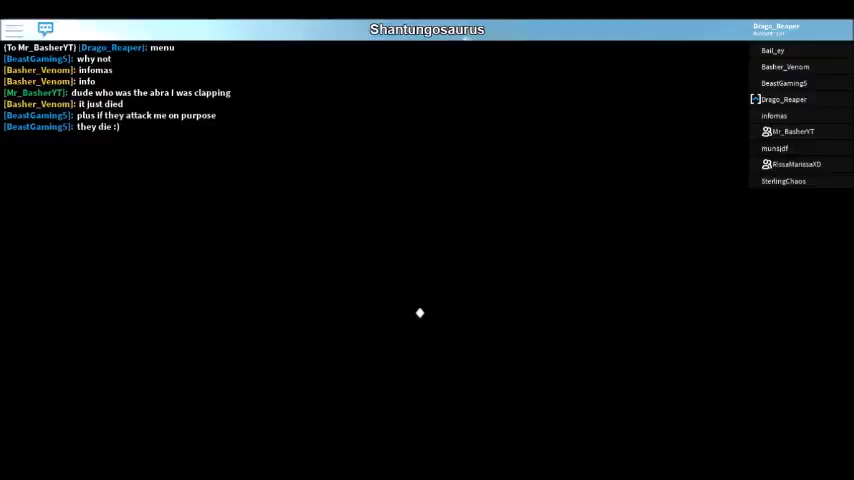 Shantungosaurus
Drago_Reaper
{To Mr_BasherYT} [Drago_Reaper]: menu
[BeastGaming5]: why not
[Basher_Venom]: infomas
[Basher_Venom]: info
[Mr_BasherYT]: dude who was the abra I was clapping
[Basher_Venom]: it just died
[BeastGaming5]: plus if they attack me on purpose
[BeastGaming5]: they die :)
Bail_ey
Basher_Venom
BeastGaming5
Drago_Reaper
infomas
Mr_BasherYT
munsjdf
RissaMarissaXD
SterlingChaos